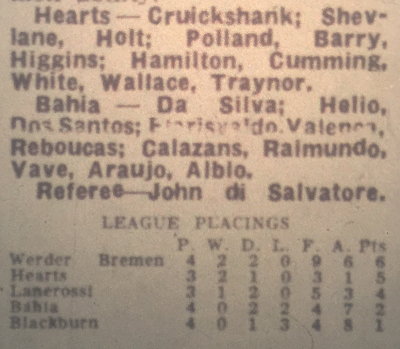 Hearts — Cruickshank; Shev-
lane, Holt; Polland, Barry,
Higgins; Hamilton, Cumming,
White, Wallace, Traynor.
Bahia — Da Silva; Helio,
Dos Santos; Valenca,
Reboucas; Calazans, Raimundo,
Vave, Araujo, Albio.
Referee—John di Salvatore.
LEAGUE PLACINGS
P. W. D. L. F. A. Pts
Werder Bremen 4 2 2 0 9 6 6
Hearts 3 2 1 0 3 1 5
Lanerossi 3 1 2 0 5 3 4
Bahia 4 0 2 2 4 7 2
Blackburn 4 0 1 3 4 8 1